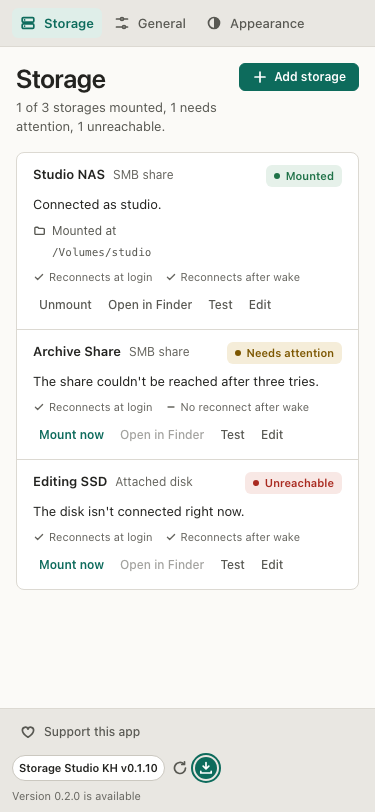 Storage General Appearance
Storage
Add storage
1 of 3 storages mounted, 1 needs
attention, 1 unreachable.
Studio NAS SMB share Mounted
Connected as studio.
Mounted at
/Volumes/studio
Reconnects at login Reconnects after wake
Unmount Open in Finder Test Edit
Archive Share SMB share Needs attention
The share couldn't be reached after three tries.
Reconnects at login No reconnect after wake
Mount now Open in Finder Test Edit
Editing SSD Attached disk Unreachable
The disk isn't connected right now.
Reconnects at login Reconnects after wake
Mount now Open in Finder Test Edit
Support this app
Storage Studio KH v0.1.10
Version 0.2.0 is available